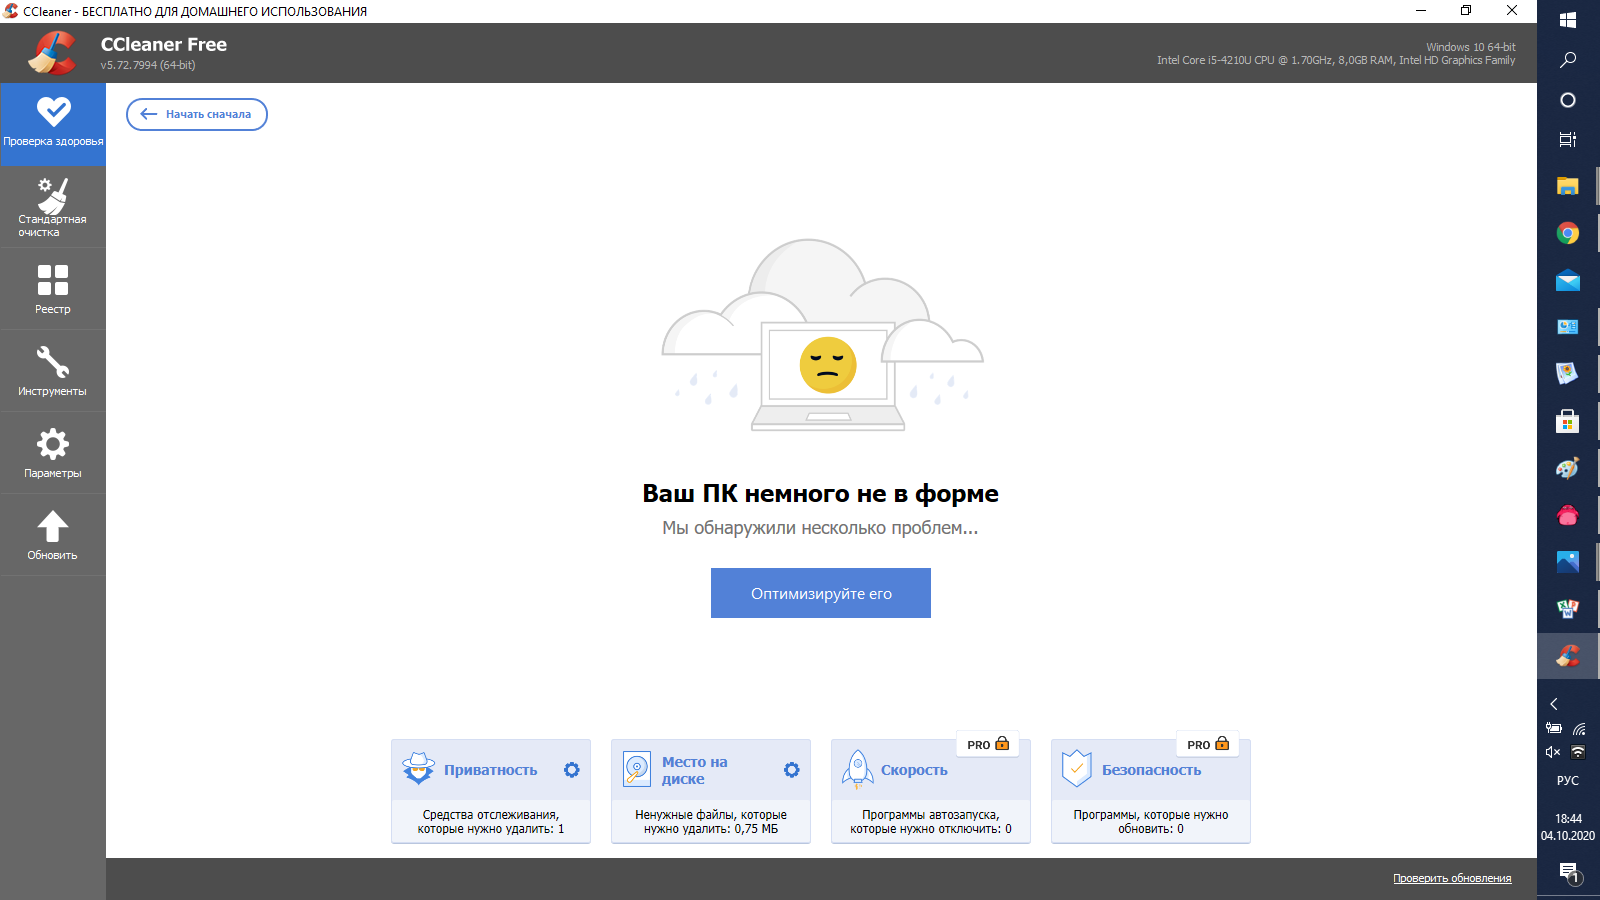 CCleaner - БЕСПЛАТНО ДЛЯ ДОМАШНЕГО ИСПОЛЬЗОВАНИЯ
CCleaner Free
v5.72.7994 (64-bit)
Windows 10 64-bit
Intel Core i5-4210U CPU @ 1.70GHz, 8,0GB RAM, Intel HD Graphics Family
Проверка здоровья
Стандартная
очистка
Реестр
Инструменты
Параметры
Обновить
Начать сначала
Ваш ПК немного не в форме
Мы обнаружили несколько проблем...
Оптимизируйте его
Приватность
Средства отслеживания,
которые нужно удалить: 1
Место на
диске
Ненужные файлы, которые
нужно удалить: 0,75 МБ
PRO
Скорость
Программы автозапуска,
которые нужно отключить: 0
PRO
Безопасность
Программы, которые нужно
обновить: 0
Проверить обновления
X
P
W
РУС
18:44
04.10.2020
1